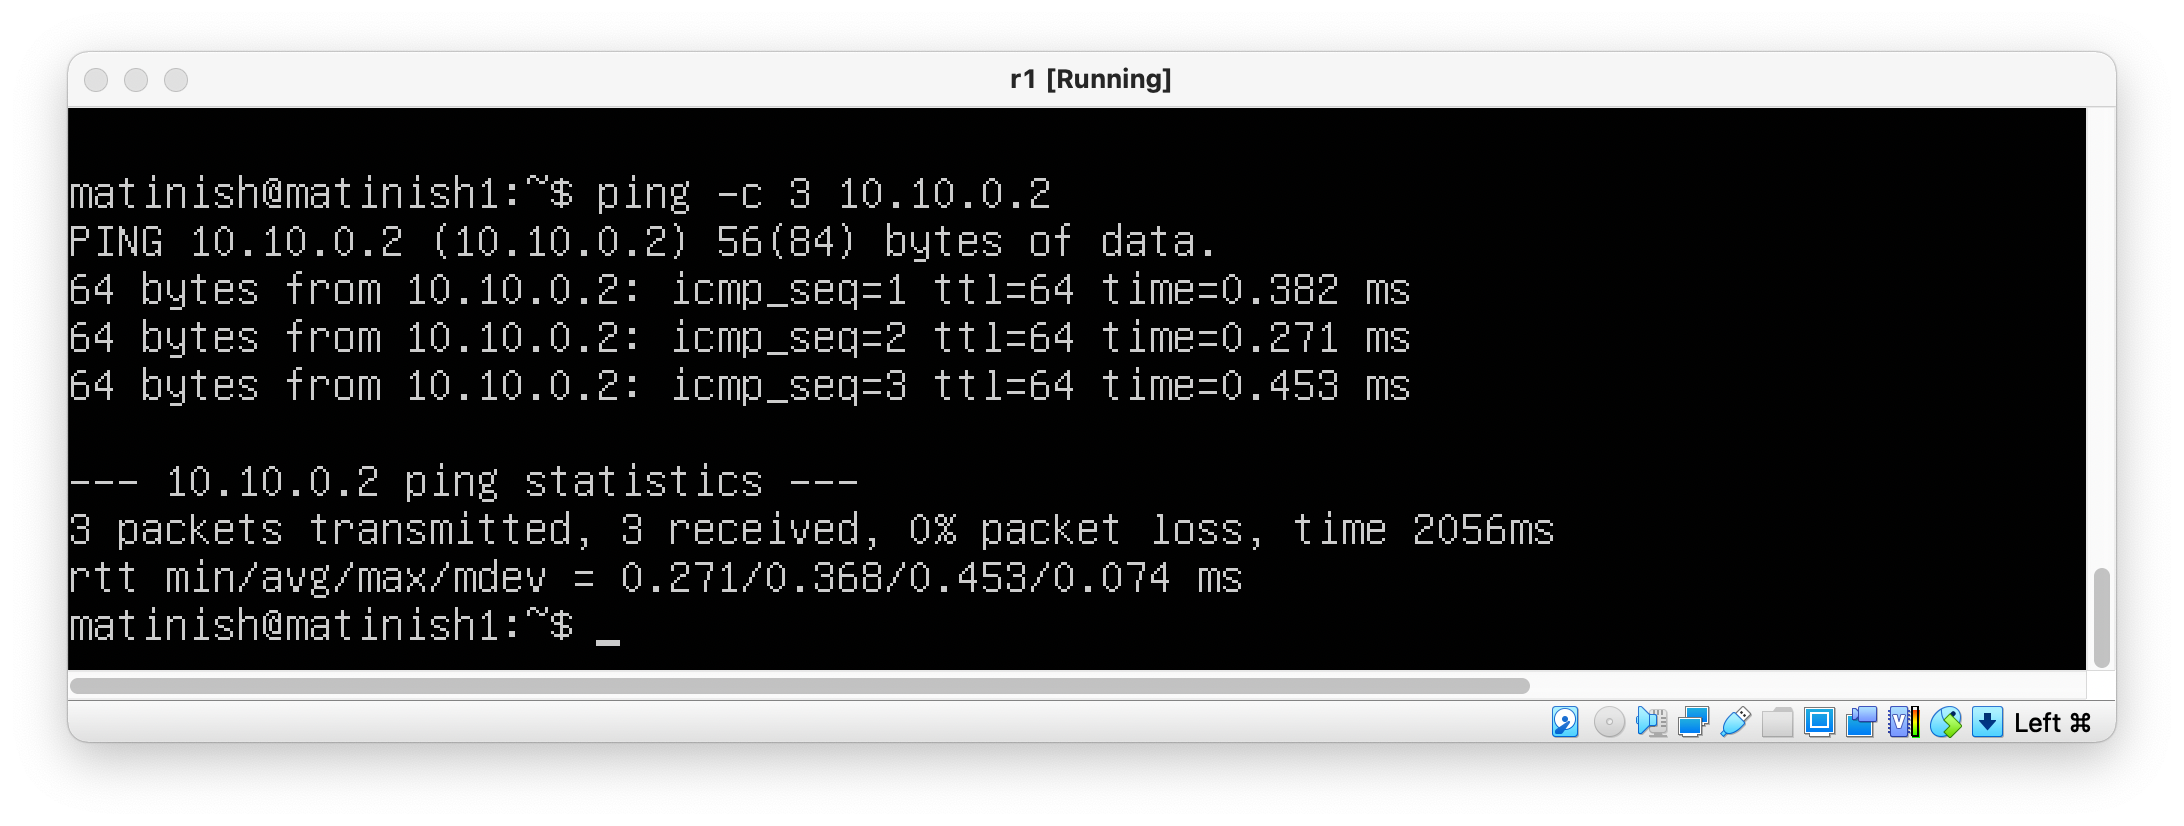 r1 [Running]
matinish@matinish1:~$ ping -c 3 10.10.0.2
PING 10.10.0.2 (10.10.0.2) 56(84) bytes of data.
64 bytes from 10.10.0.2: icmp_seq=1 ttl=64 time=0.382 ms
64 bytes from 10.10.0.2: icmp_seq=2 ttl=64 time=0.271 ms
64 bytes from 10.10.0.2: icmp_seq=3 ttl=64 time=0.453 ms
--- 10.10.0.2 ping statistics ---
3 packets transmitted, 3 received, 0% packet loss, time 2056ms
rtt min/avg/max/mdev = 0.271/0.368/0.453/0.074 ms
matinish@matinish1:~$ _
Left ⌘